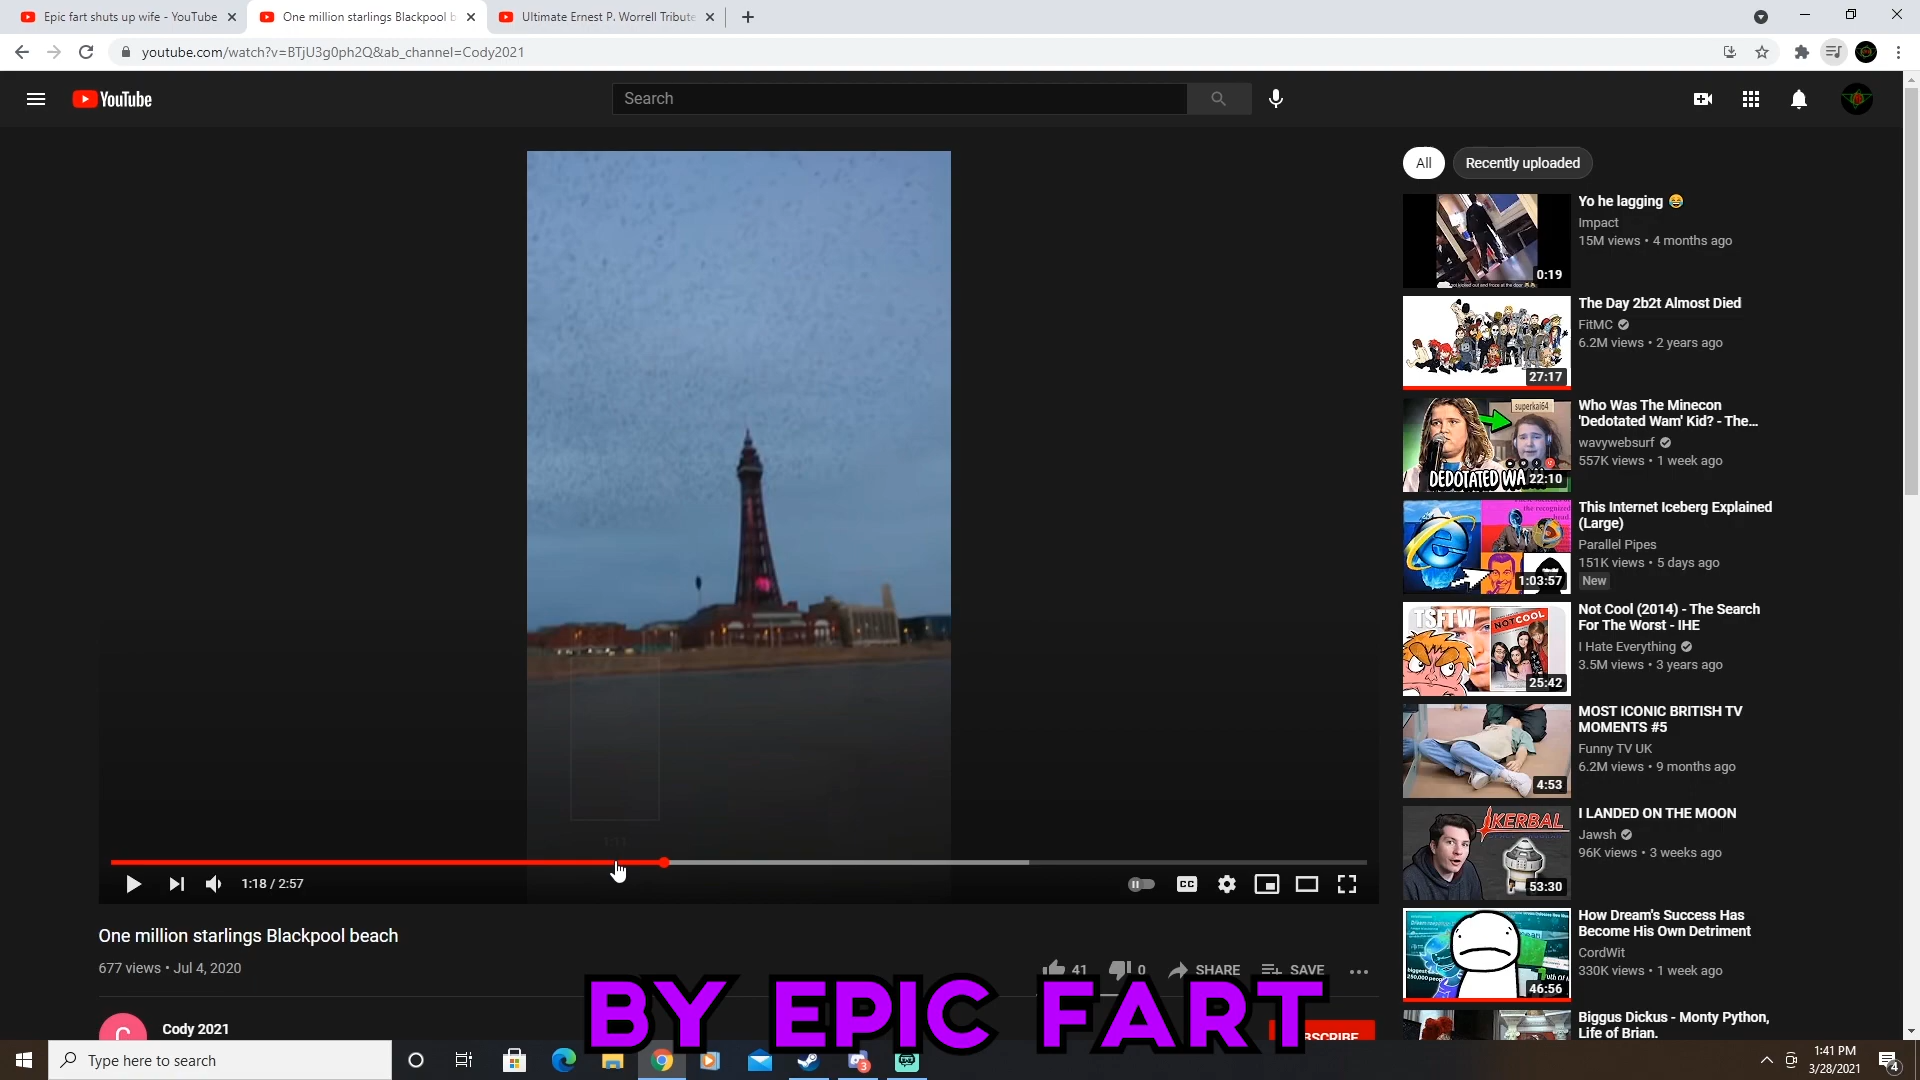 Epic fart shuts up wife - YouTube
One million starlings Blackpool b
Ultimate Ernest P. Worrell Tribute
youtube.com/watch?v=BTjU3g0ph2Q&ab_channel=Cody2021
YouTube
Search
All
Recently uploaded
Yo he lagging 😂
Impact
15M views • 4 months ago
0:19
The Day 2b2t Almost Died
FitMC
6.2M views • 2 years ago
27:17
Who Was The Minecon
'Dedotated Wam' Kid? - The...
wavywebsurf
557K views • 1 week ago
superkai64
DEDOTATED WA
22:10
This Internet Iceberg Explained
(Large)
Parallel Pipes
151K views • 5 days ago
New
1:03:57
Not Cool (2014) - The Search
For The Worst - IHE
I Hate Everything
3.5M views • 3 years ago
TSFTW
NOT COOL
25:42
MOST ICONIC BRITISH TV
MOMENTS #5
Funny TV UK
6.2M views • 9 months ago
4:53
I LANDED ON THE MOON
Jawsh
96K views • 3 weeks ago
KERBAL
53:30
How Dream's Success Has
Become His Own Detriment
CordWit
330K views • 1 week ago
46:56
Biggus Dickus - Monty Python,
Life of Brian.
1:18 / 2:57
CC
One million starlings Blackpool beach
677 views • Jul 4, 2020
41
0
SHARE
SAVE
BY EPIC FART
Cody 2021
SCRIBE
Type here to search
3
1:41 PM
3/28/2021
4